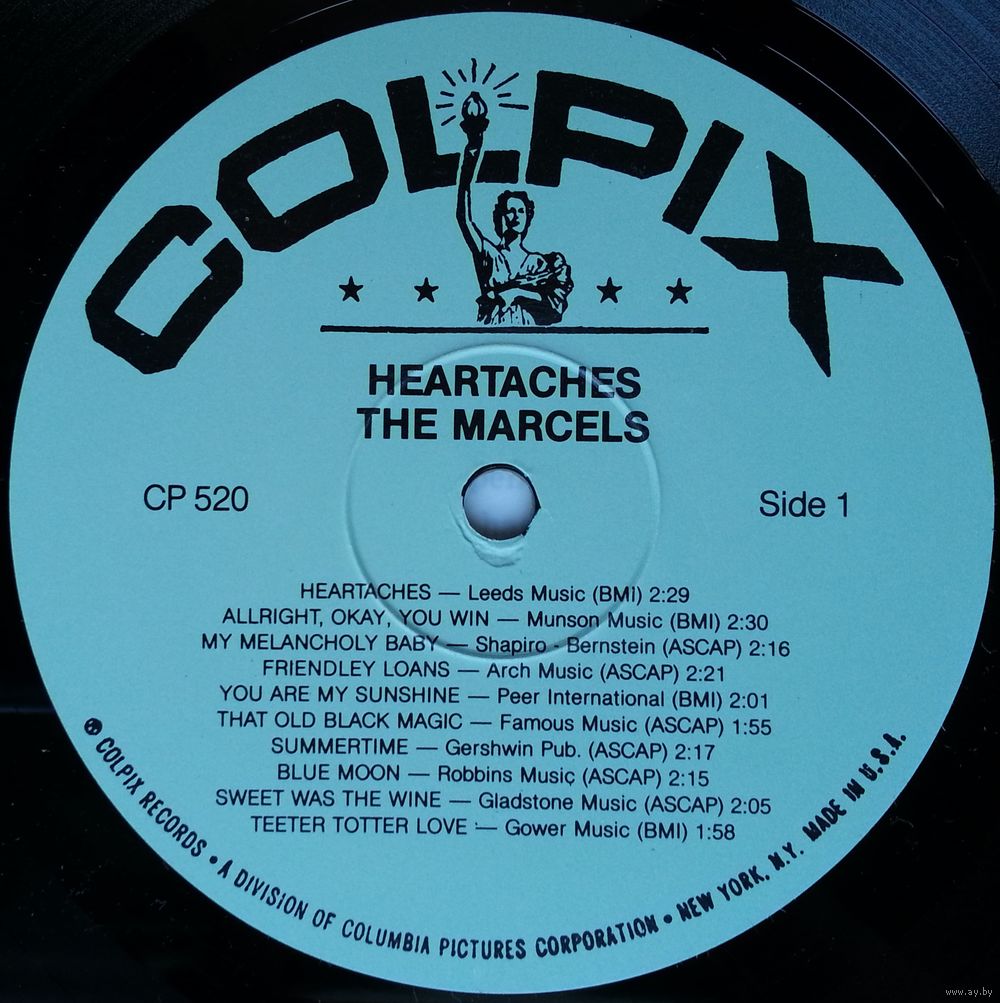 COLPIX
HEARTACHES
THE MARCELS
CP 520
Side 1
HEARTACHES — Leeds Music (BMI) 2:29
ALLRIGHT, OKAY, YOU WIN — Munson Music (BMI) 2:30
MY MELANCHOLY BABY — Shapiro - Bernstein (ASCAP) 2:16
FRIENDLEY LOANS — Arch Music (ASCAP) 2:21
YOU ARE MY SUNSHINE — Peer International (BMI) 2:01
THAT OLD BLACK MAGIC — Famous Music (ASCAP) 1:55
SUMMERTIME — Gershwin Pub. (ASCAP) 2:17
BLUE MOON — Robbins Music (ASCAP) 2:15
SWEET WAS THE WINE — Gladstone Music (ASCAP) 2:05
TEETER TOTTER LOVE — Gower Music (BMI) 1:58
COLPIX RECORDS • A DIVISION OF COLUMBIA PICTURES CORPORATION • NEW YORK, N.Y. MADE IN U.S.A.
www.ay.by